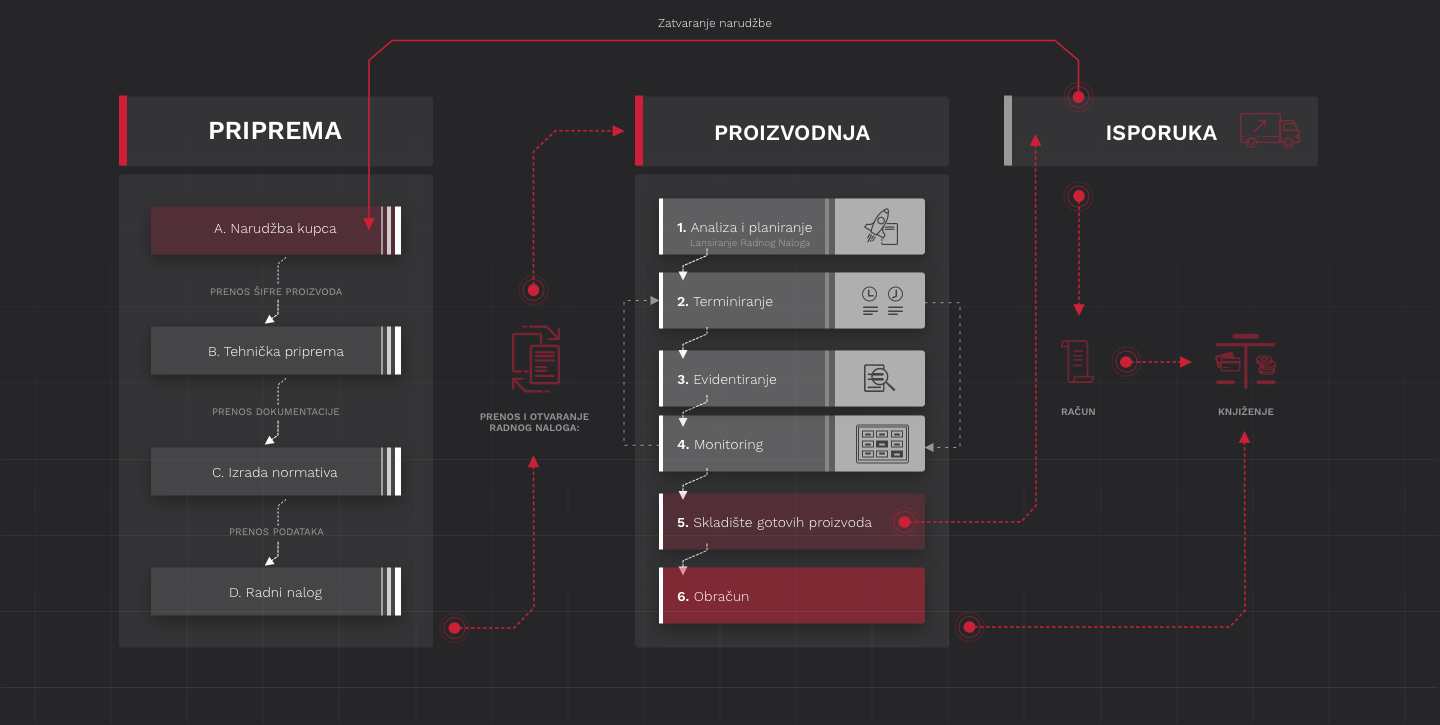 Zatvaranje narudžbe
PRIPREMA
A. Narudžba kupca
PRENOS ŠIFRE PROIZVODA
B. Tehnička priprema
PRENOS DOKUMENTACIJE
C. Izrada normativa
PRENOS PODATAKA
D. Radni nalog
PRENOS I OTVARANJE
RADNOG NALOGA:
PROIZVODNJA
1. Analiza i planiranje
Lansiranje Radnog Naloga
2. Terminiranje
3. Evidentiranje
4. Monitoring
5. Skladište gotovih proizvoda
6. Obračun
ISPORUKA
RAČUN
KNJIŽENJE